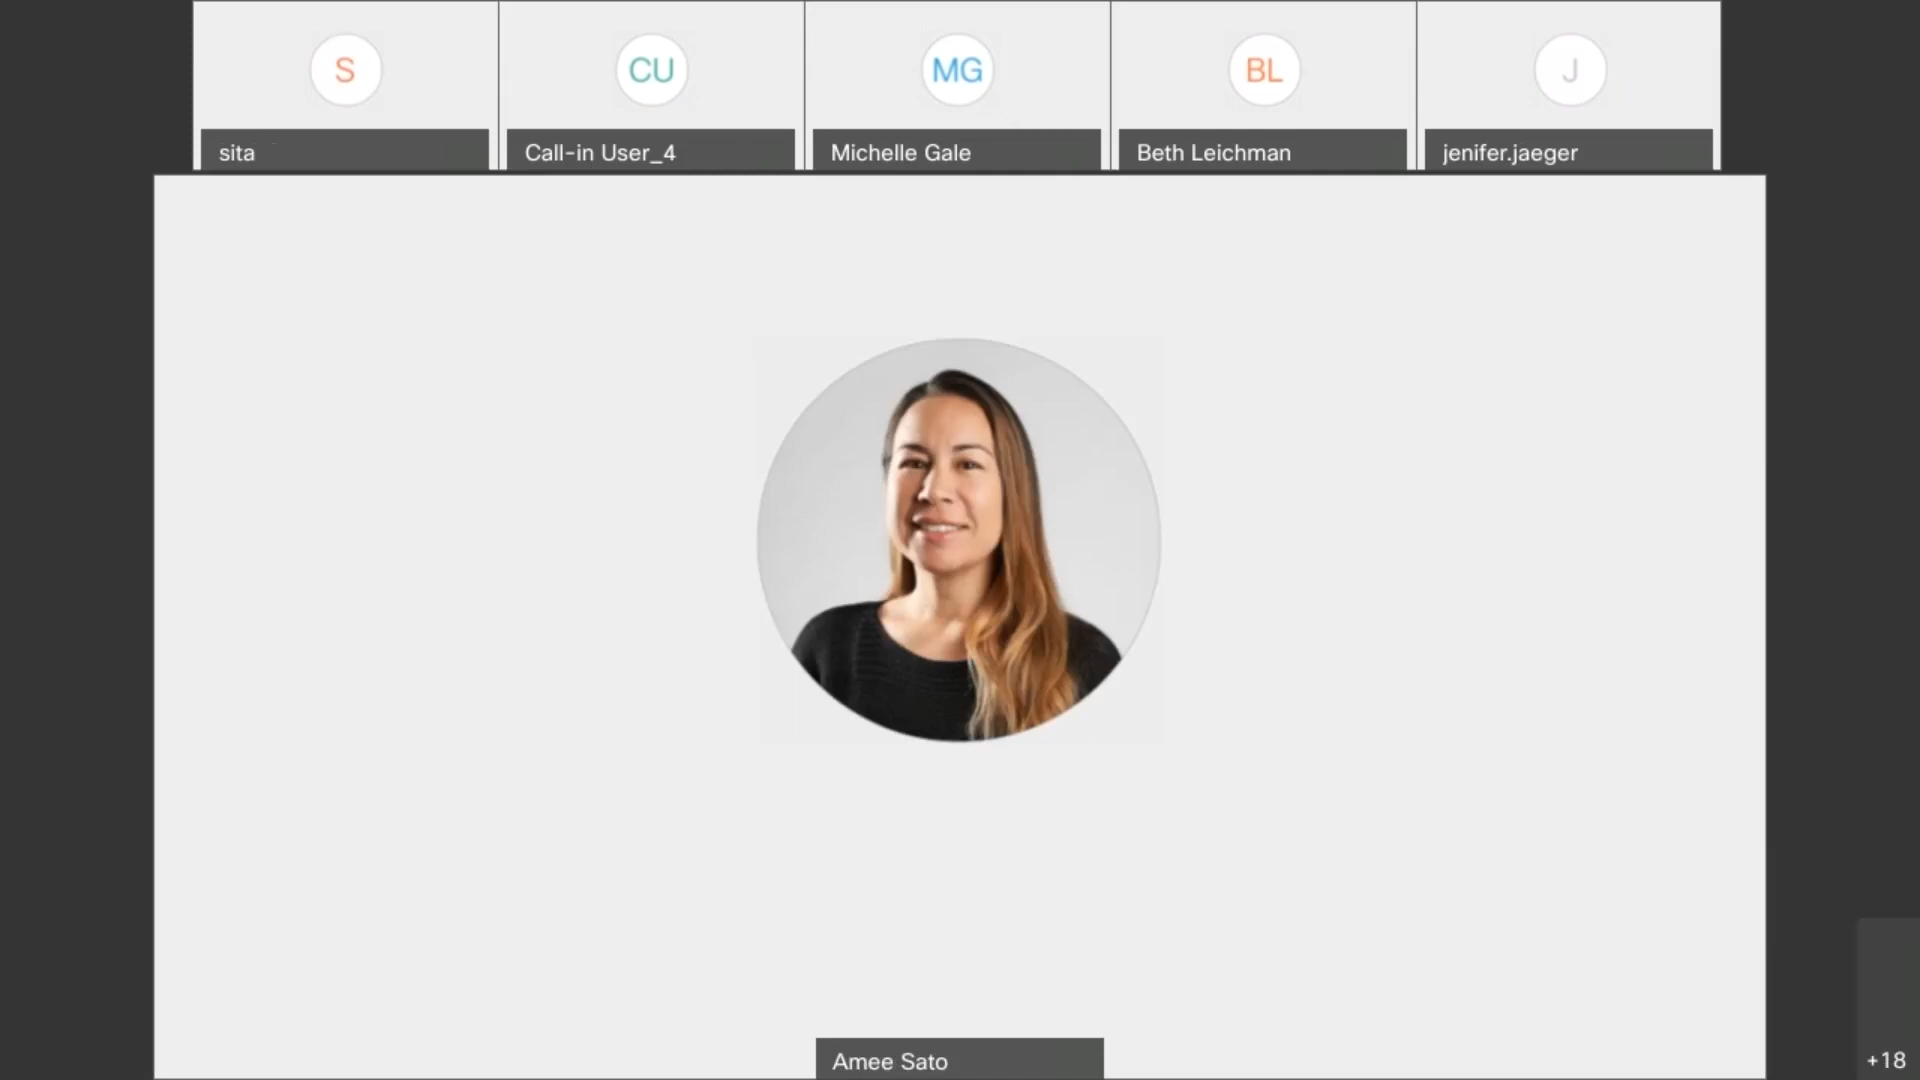 S
CU
MG
BL
J
sita
Call-in User_4
Michelle Gale
Beth Leichman
jenifer.jaeger
Amee Sato
+18